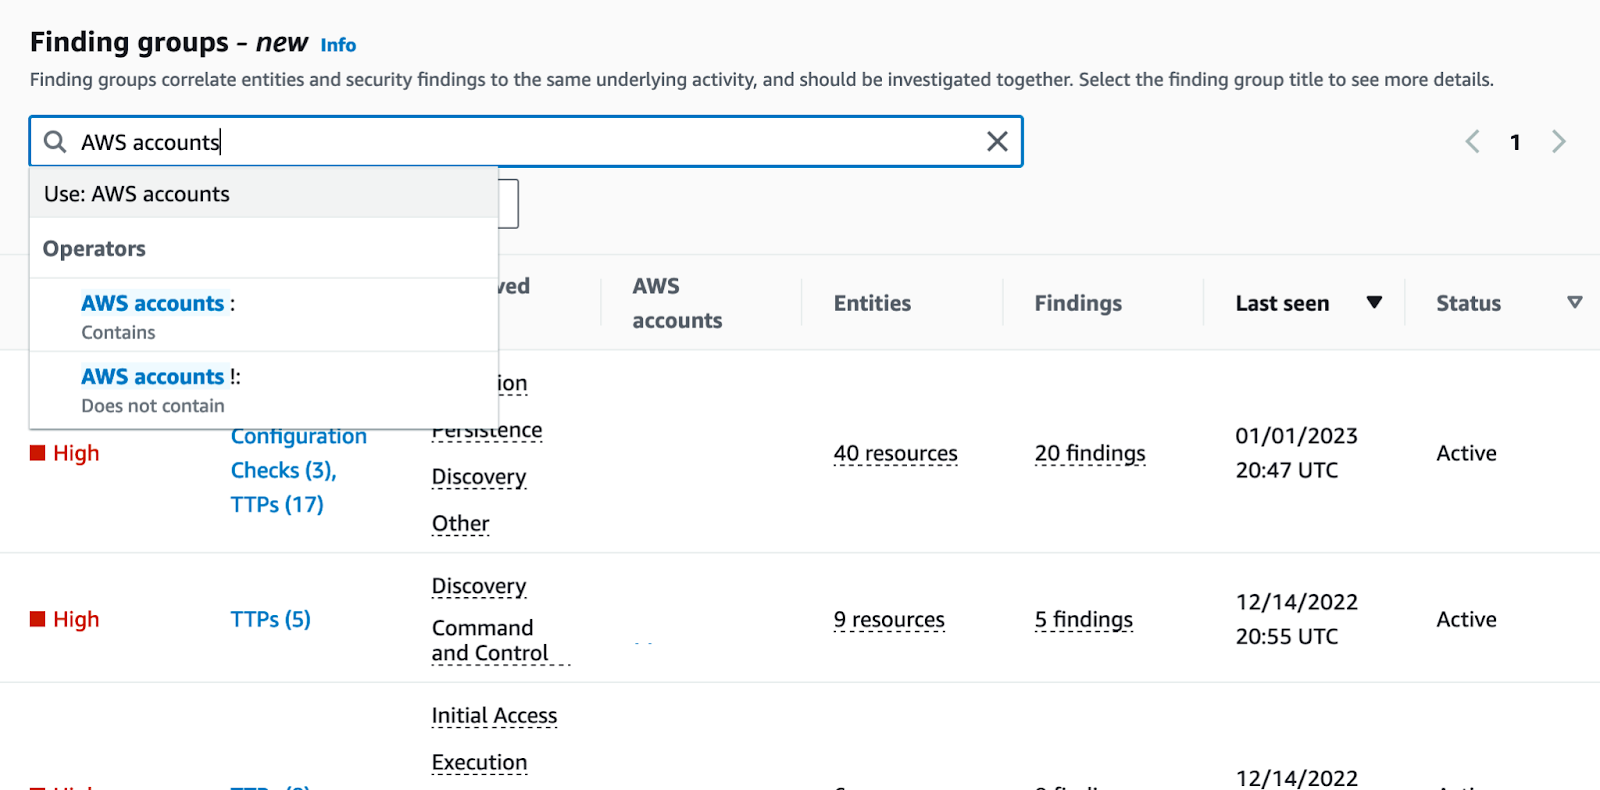 Finding groups - new Info
Finding groups correlate entities and security findings to the same underlying activity, and should be investigated together. Select the finding group title to see more details.
AWS accounts
1
Use: AWS accounts
Operators
AWS accounts :
Contains
AWS accounts !:
Does not contain
AWS
accounts
Entities
Findings
Last seen
Status
High
Configuration
Checks (3),
TTPs (17)
Persistence
Discovery
Other
40 resources
20 findings
01/01/2023
20:47 UTC
Active
High
TTPs (5)
Discovery
Command
and Control
9 resources
5 findings
12/14/2022
20:55 UTC
Active
Initial Access
Execution
12/14/2022